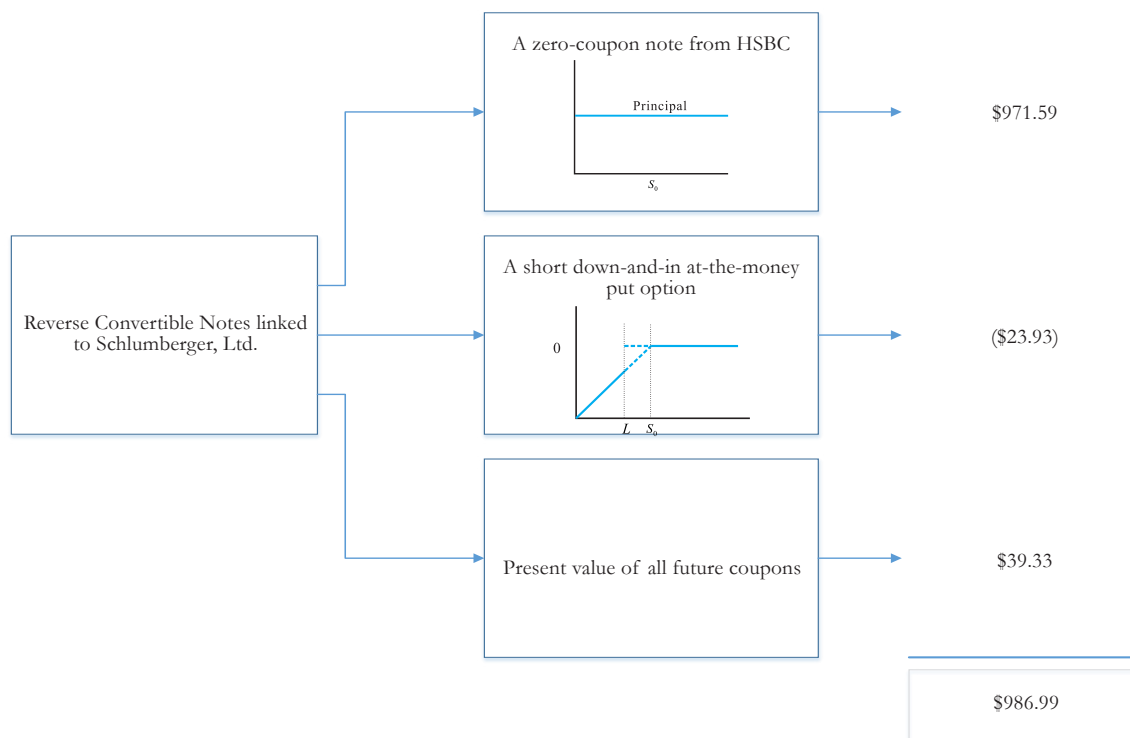 A zero-coupon note from HSBC
Principal
S₀
$971.59
Reverse Convertible Notes linked
to Schlumberger, Ltd.
A short down-and-in at-the-money
put option
0
L S₀
($23.93)
Present value of all future coupons
$39.33
$986.99